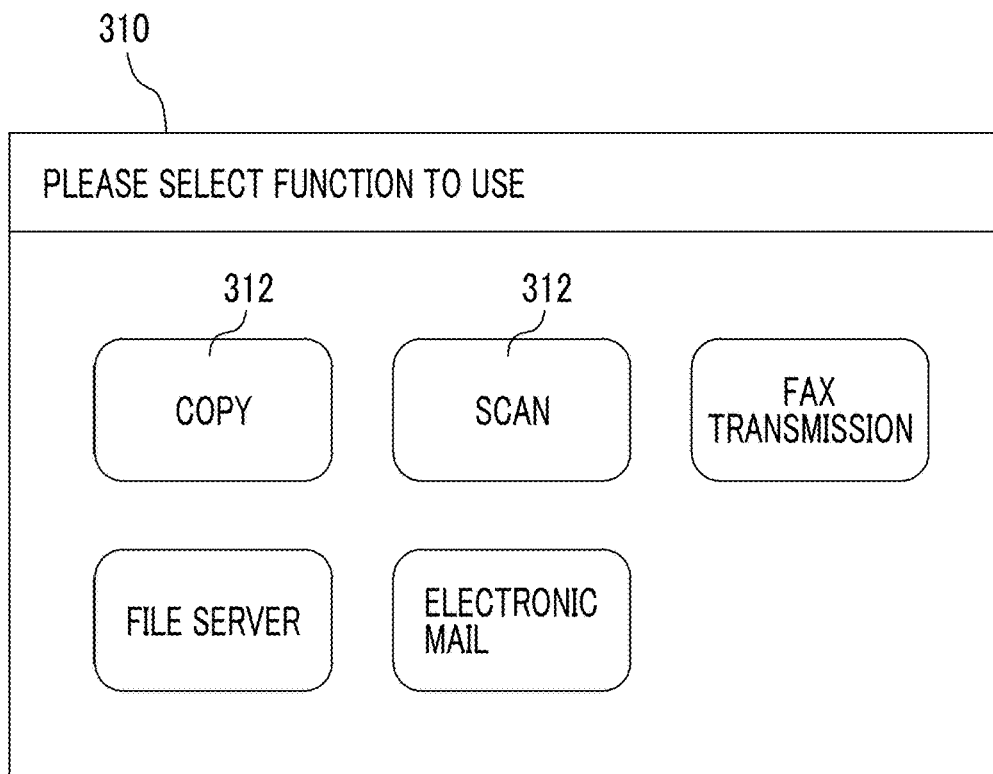 310
PLEASE SELECT FUNCTION TO USE
312
312
COPY
SCAN
FAX
TRANSMISSION
FILE SERVER
ELECTRONIC
MAIL